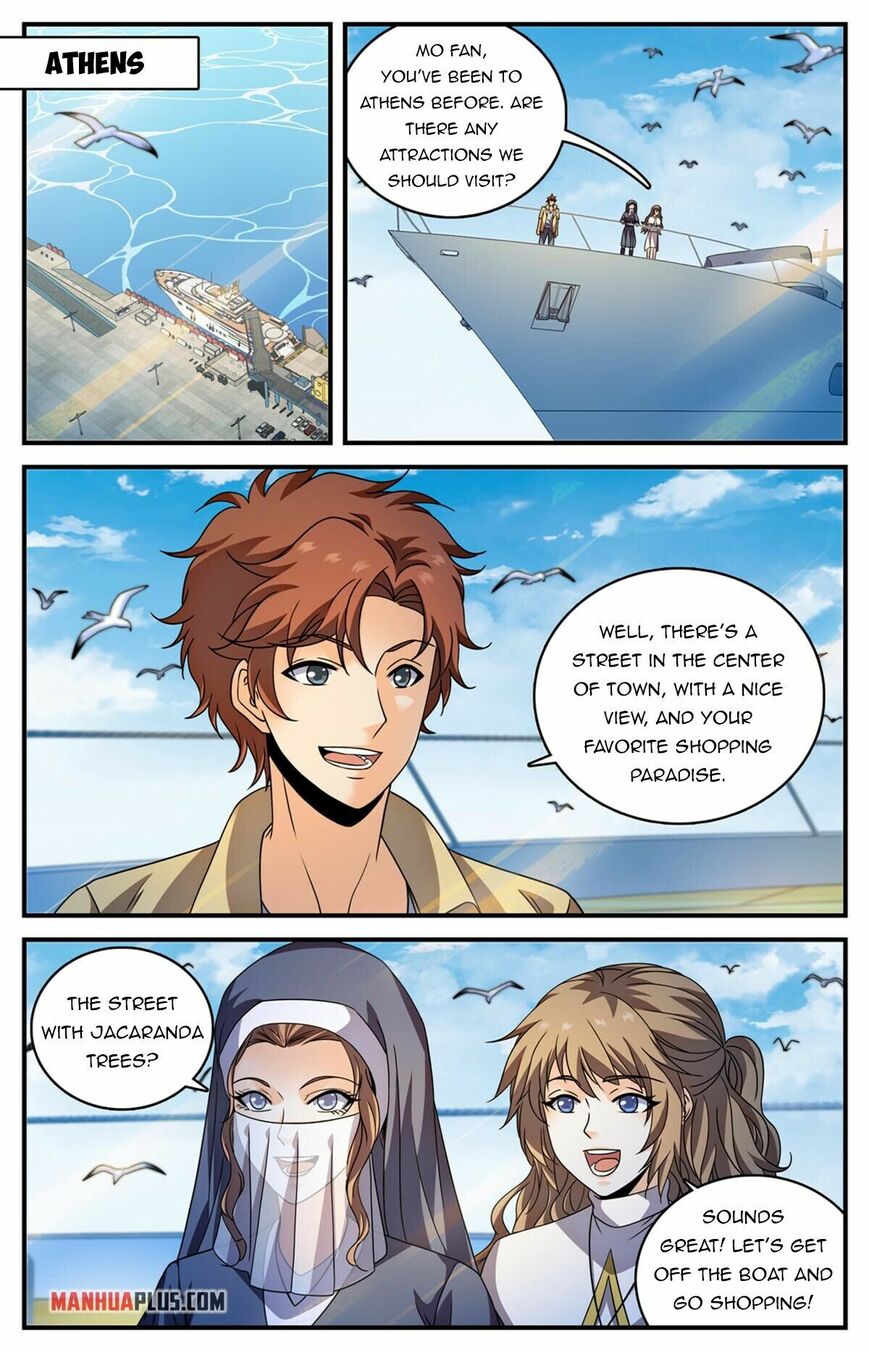 ATHENS
MO FAN,
YOU'VE BEEN TO
ATHENS BEFORE. ARE
THERE ANY
ATTRACTIONS WE
SHOULD VISIT?
WELL, THERE'S A
STREET IN THE CENTER
OF TOWN, WITH A NICE
VIEW, AND YOUR
FAVORITE SHOPPING
PARADISE.
THE STREET
WITH JACARANDA
TREES?
SOUNDS
GREAT! LET'S GET
OFF THE BOAT AND
GO SHOPPING!
MANHUAPLUS.COM